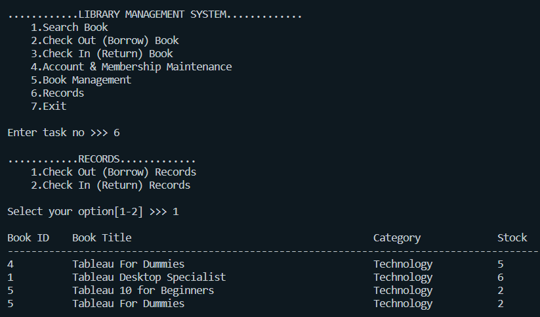 ............LIBRARY MANAGEMENT SYSTEM.............
1.Search Book
2.Check Out (Borrow) Book
3.Check In (Return) Book
4.Account & Membership Maintenance
5.Book Management
6.Records
7.Exit
Enter task no >>> 6
............RECORDS.............
1.Check Out (Borrow) Records
2.Check In (Return) Records
Select your option[1-2] >>> 1
Book ID Book Title Category Stock
4 Tableau For Dummies Technology 5
1 Tableau Desktop Specialist Technology 6
5 Tableau 10 for Beginners Technology 2
5 Tableau For Dummies Technology 2